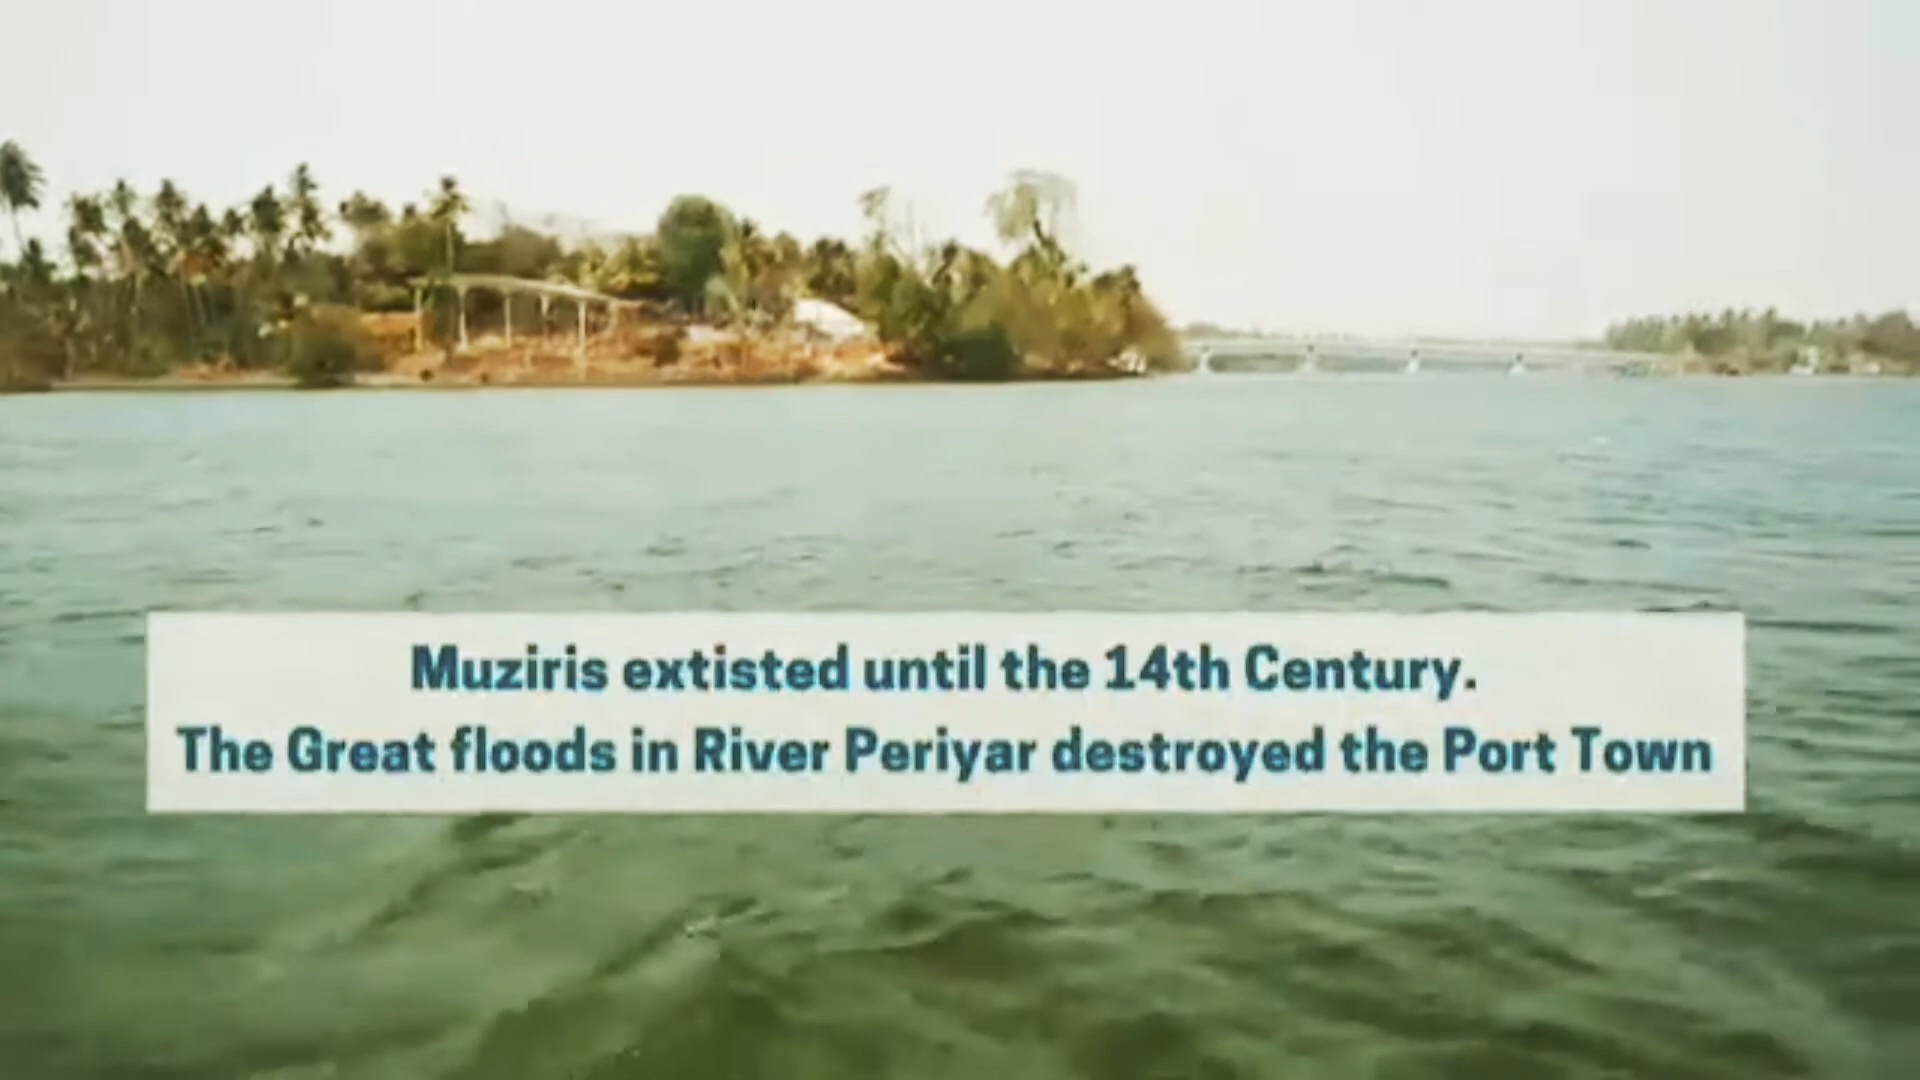 Muziris extisted until the 14th Century.
The Great floods in River Periyar destroyed the Port Town